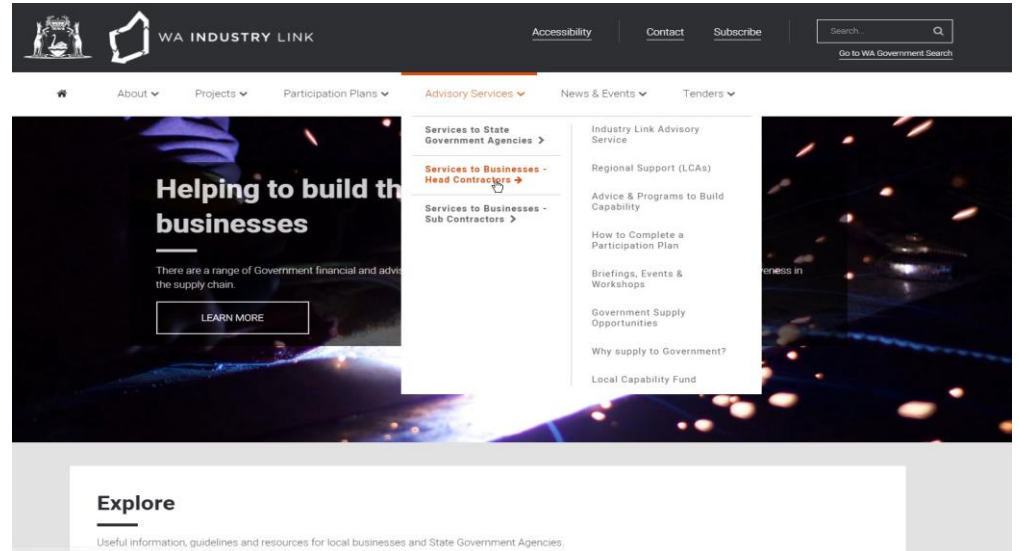 WA INDUSTRY LINK
Accessibility
Contact
Subscribe
Search...
Go to WA Government Search
About
Projects
Participation Plans
Advisory Services
News & Events
Tenders
Services to State
Government Agencies
Services to Businesses -
Head Contractors
Services to Businesses -
Sub Contractors
Industry Link Advisory
Service
Regional Support (LCAs)
Advice & Programs to Build
Capability
How to Complete a
Participation Plan
Briefings, Events &
Workshops
Government Supply
Opportunities
Why supply to Government?
Local Capability Fund
Helping to build th
businesses
There are a range of Government financial and advis
eness in
the supply chain.
LEARN MORE
Explore
Useful information, guidelines and resources for local businesses and State Government Agencies.